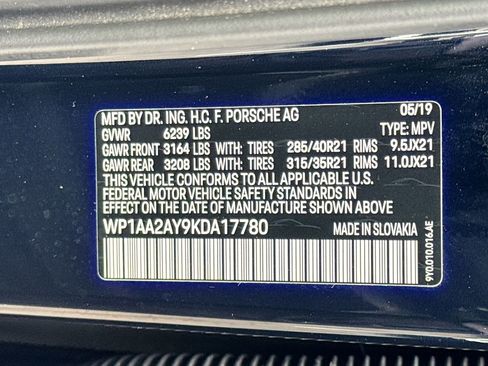 MFD BY DR. ING. H.C. F. PORSCHE AG 05/19
GVWR 6239 LBS TYPE: MPV
GAWR FRONT 3164 LBS WITH: TIRES 285/40R21 RIMS 9.5JX21
GAWR REAR 3208 LBS WITH: TIRES 315/35R21 RIMS 11.0JX21
THIS VEHICLE CONFORMS TO ALL APPLICABLE U.S.
FEDERAL MOTOR VEHICLE SAFETY STANDARDS IN
EFFECT ON THE DATE OF MANUFACTURE SHOWN ABOVE
WP1AA2AY9KDA17780 MADE IN SLOVAKIA
9Y0.010.016.AE